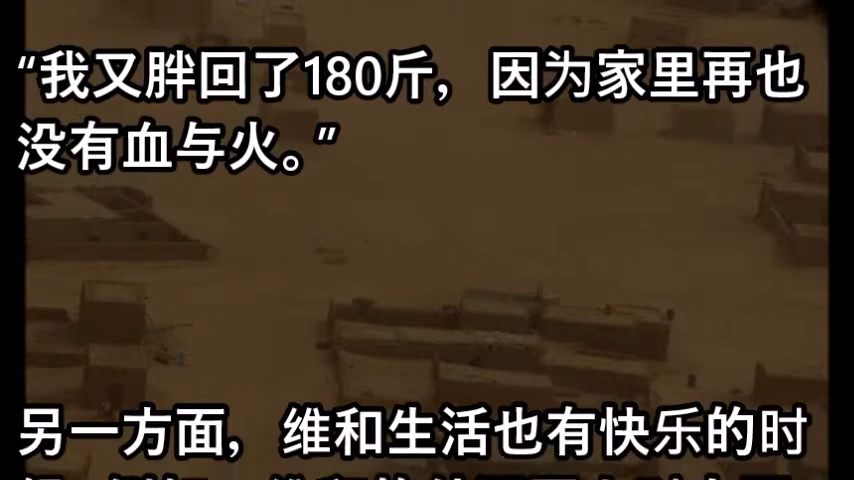 “我又胖回了180斤，因为家里再也
没有血与火。”
另一方面，维和生活也有快乐的时